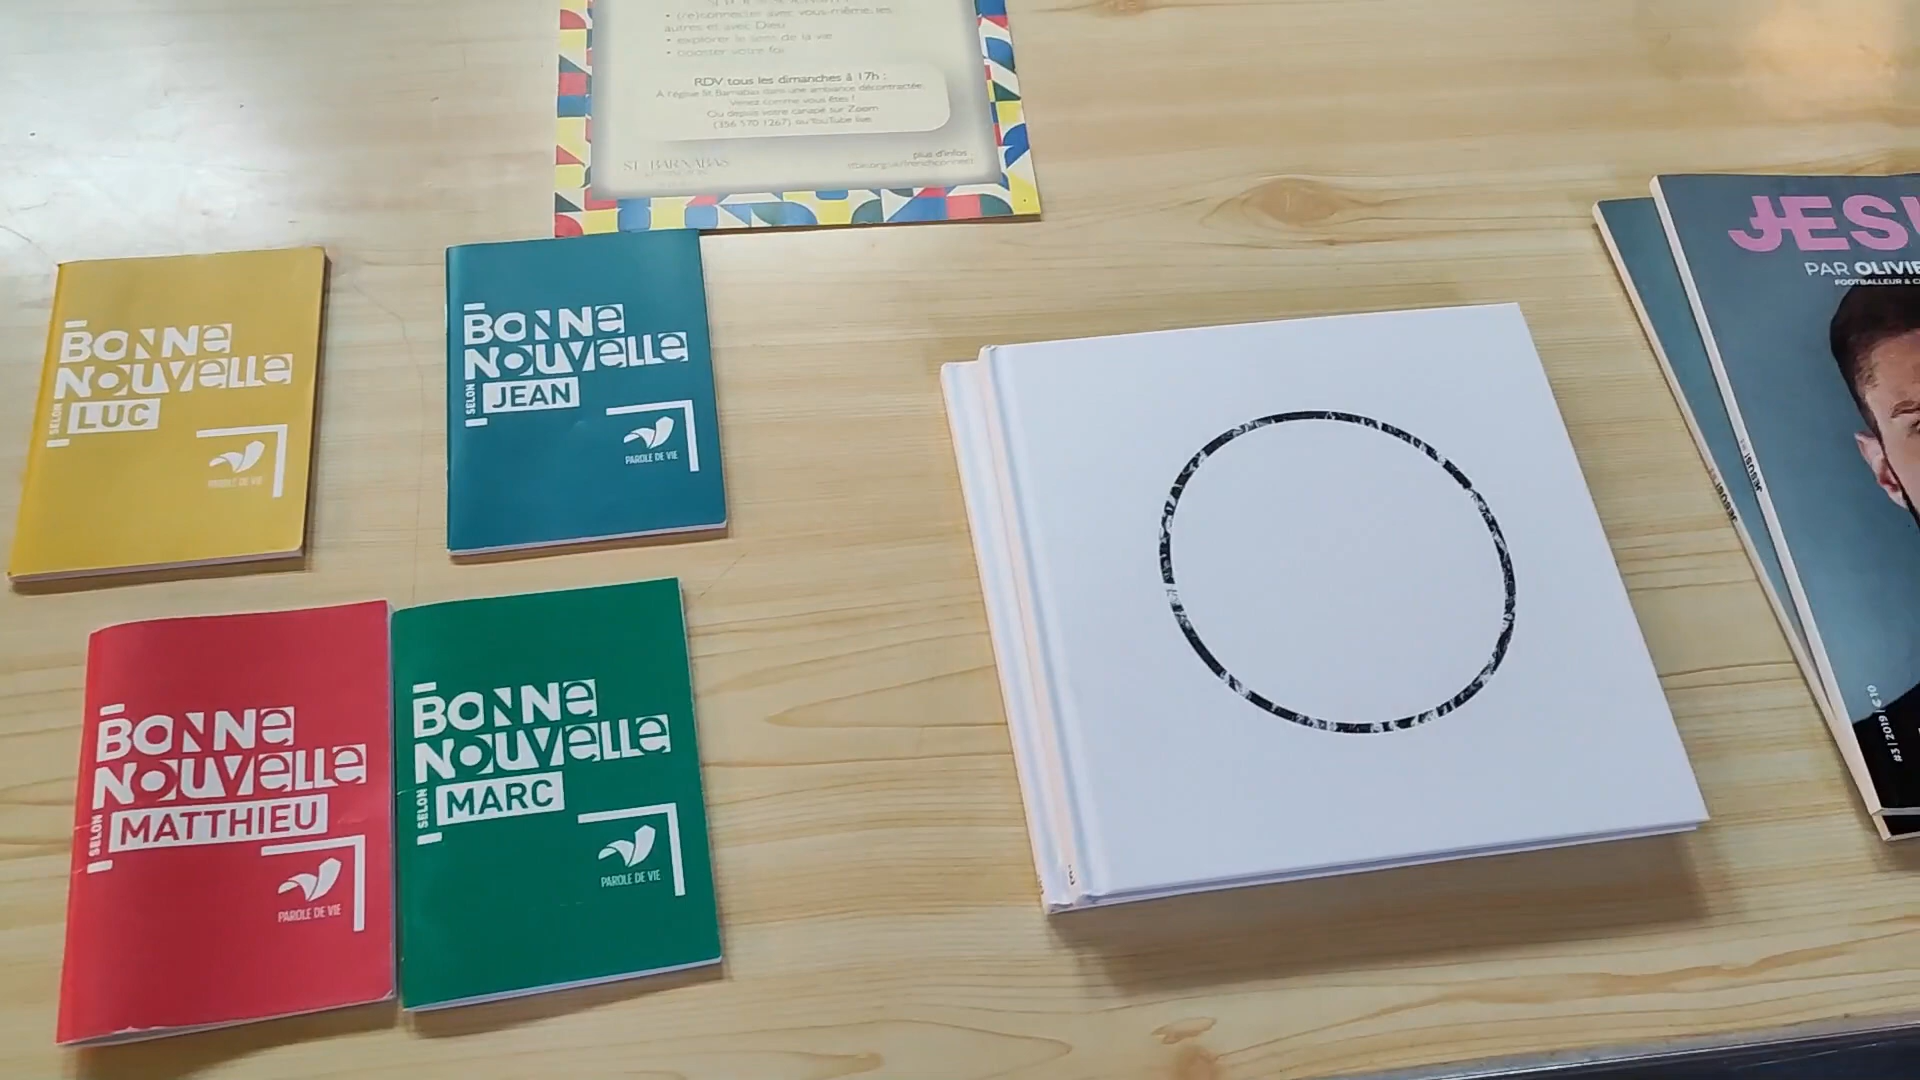 • (re)connecter avec vous-même, les
autres et avec Dieu
• explorer le sens de la vie
• booster votre foi
RDV tous les dimanches à 17h :
À l'église St Barnabas dans une ambiance décontractée
Venez comme vous êtes !
Ou depuis votre canapé sur Zoom
(356 570 1267) ou YouTube live
plus d'infos :
ST BARNABAS
BONNE
NOUVELLE
SELON
LUC
PAROLE DE VIE
BONNE
NOUVELLE
SELON
JEAN
PAROLE DE VIE
BONNE
NOUVELLE
SELON
MATTHIEU
PAROLE DE VIE
BONNE
NOUVELLE
SELON
MARC
PAROLE DE VIE
JESU
PAR OLIVIE
FOOTBALLEUR & C
JESUS!
JESUS!
#3 | 2019 | €10